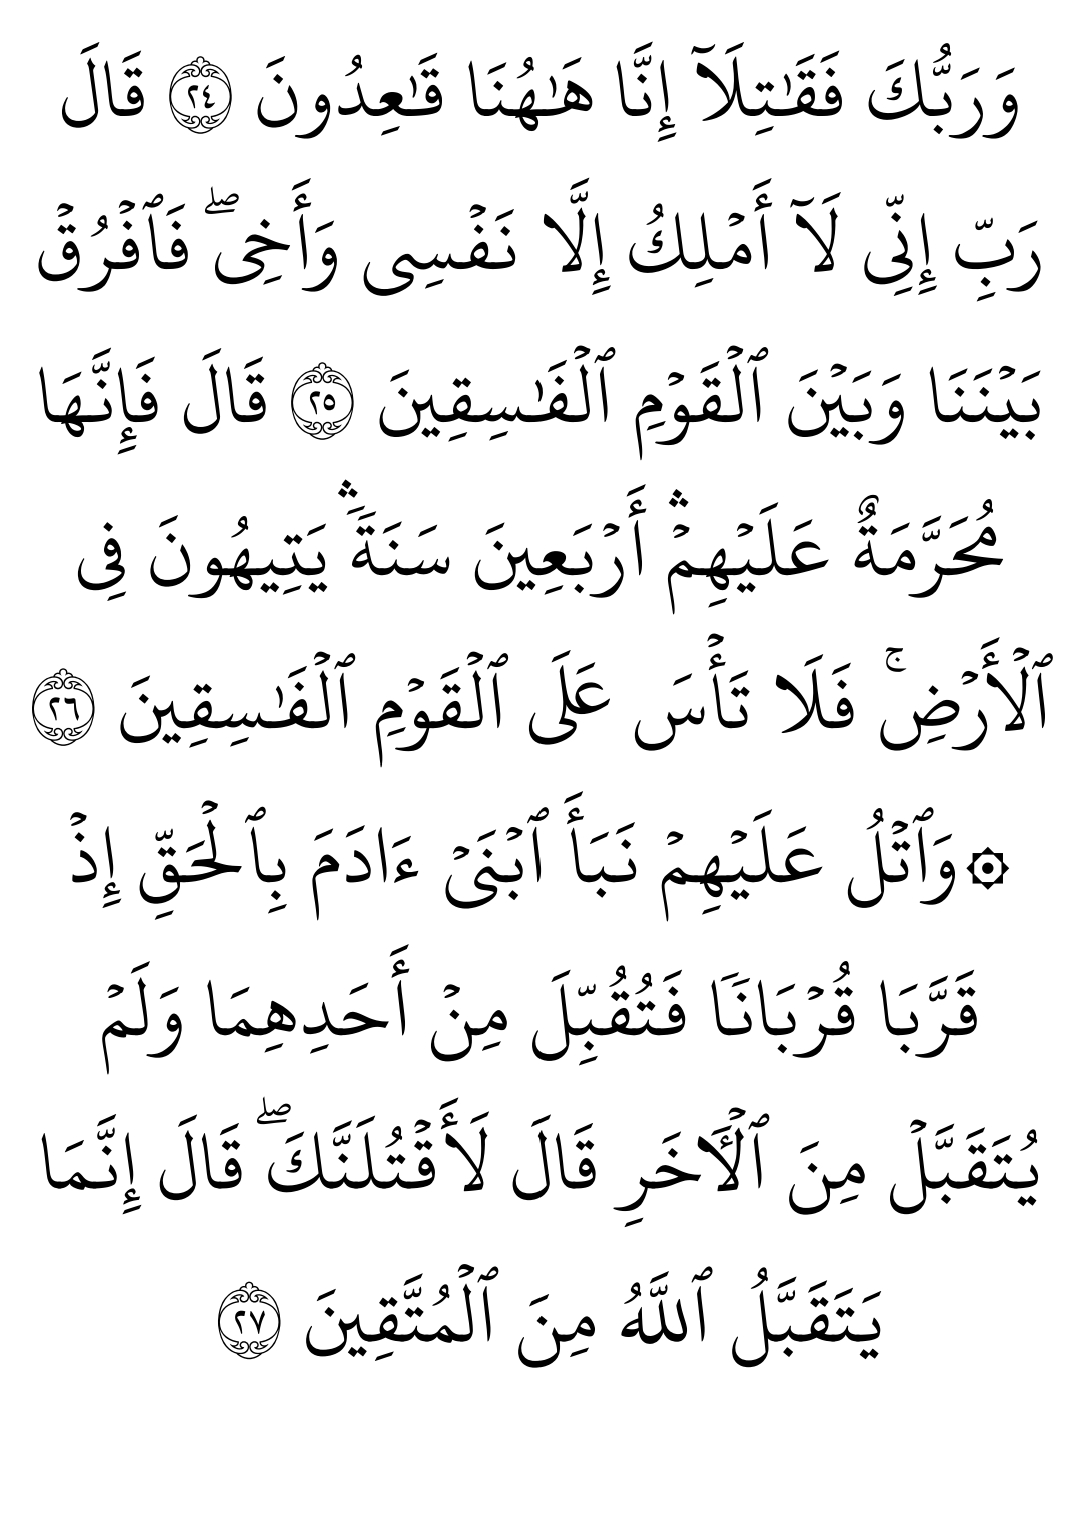 وَرَبُّكَ فَقَـٰتِلَآ إِنَّا هَـٰهُنَا قَـٰعِدُونَ ٢٤ قَالَ
رَبِّ إِنِّى لَآ أَمۡلِكُ إِلَّا نَفۡسِى وَأَخِىۖ فَٱفۡرُقۡ
بَيۡنَنَا وَبَيۡنَ ٱلۡقَوۡمِ ٱلۡفَـٰسِقِينَ ٢٥ قَالَ فَإِنَّهَا
مُحَرَّمَةٌ عَلَيۡهِمۡۛ أَرۡبَعِينَ سَنَةࣰۛ يَتِيهُونَ فِى
ٱلۡأَرۡضِۚ فَلَا تَأۡسَ عَلَى ٱلۡقَوۡمِ ٱلۡفَـٰسِقِينَ ٢٦
۞ وَٱتۡلُ عَلَيۡهِمۡ نَبَأَ ٱبۡنَىۡ ءَادَمَ بِٱلۡحَقِّ إِذۡ
قَرَّبَا قُرۡبَانࣰا فَتُقُبِّلَ مِنۡ أَحَدِهِمَا وَلَمۡ
يُتَقَبَّلۡ مِنَ ٱلۡـَٔاخَرِ قَالَ لَأَقۡتُلَنَّكَۖ قَالَ إِنَّمَا
يَتَقَبَّلُ ٱللَّهُ مِنَ ٱلۡمُتَّقِينَ ٢٧